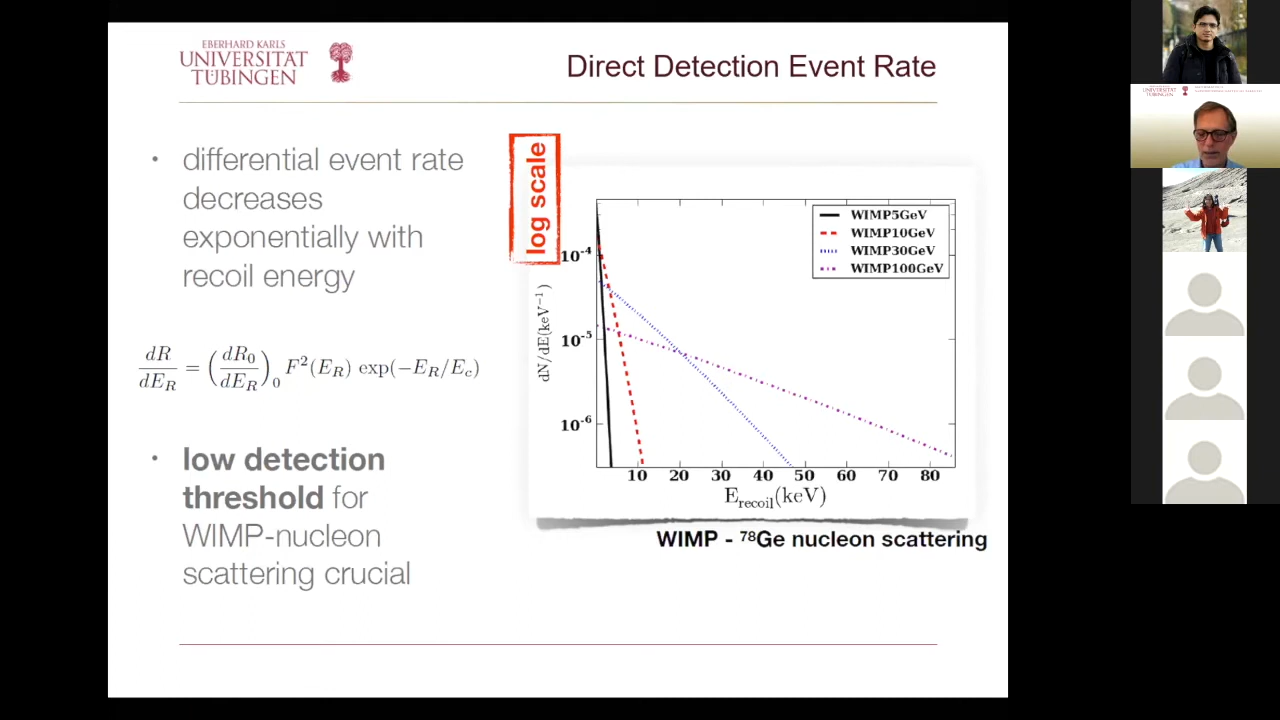 EBERHARD KARLS
UNIVERSITÄT
TÜBINGEN
Direct Detection Event Rate
• differential event rate
decreases
exponentially with
recoil energy
dR/dE_R = (dR_0/dE_R)_0 F^2(E_R) exp(−E_R/E_c)
• low detection
threshold for
WIMP-nucleon
scattering crucial
log scale
WIMP5GeV
WIMP10GeV
WIMP30GeV
WIMP100GeV
dN/dE(keV⁻¹)
10⁻⁴
10⁻⁵
10⁻⁶
10 20 30 40 50 60 70 80
E_recoil(keV)
WIMP - ⁷⁸Ge nucleon scattering
UNIVERSITÄT
TÜBINGEN